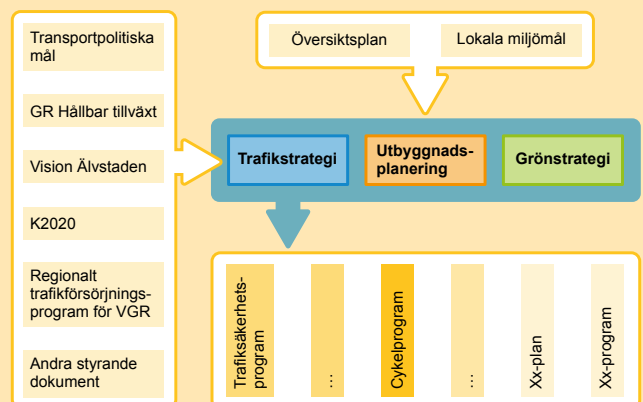 Transportpolitiska
mål
GR Hållbar tillväxt
Vision Älvstaden
K2020
Regionalt
trafikförsörjnings-
program för VGR
Andra styrande
dokument
Översiktsplan
Lokala miljömål
Trafikstrategi
Utbyggnads-
planering
Grönstrategi
Trafiksäkerhets-
program
...
Cykelprogram
...
Xx-plan
Xx-program